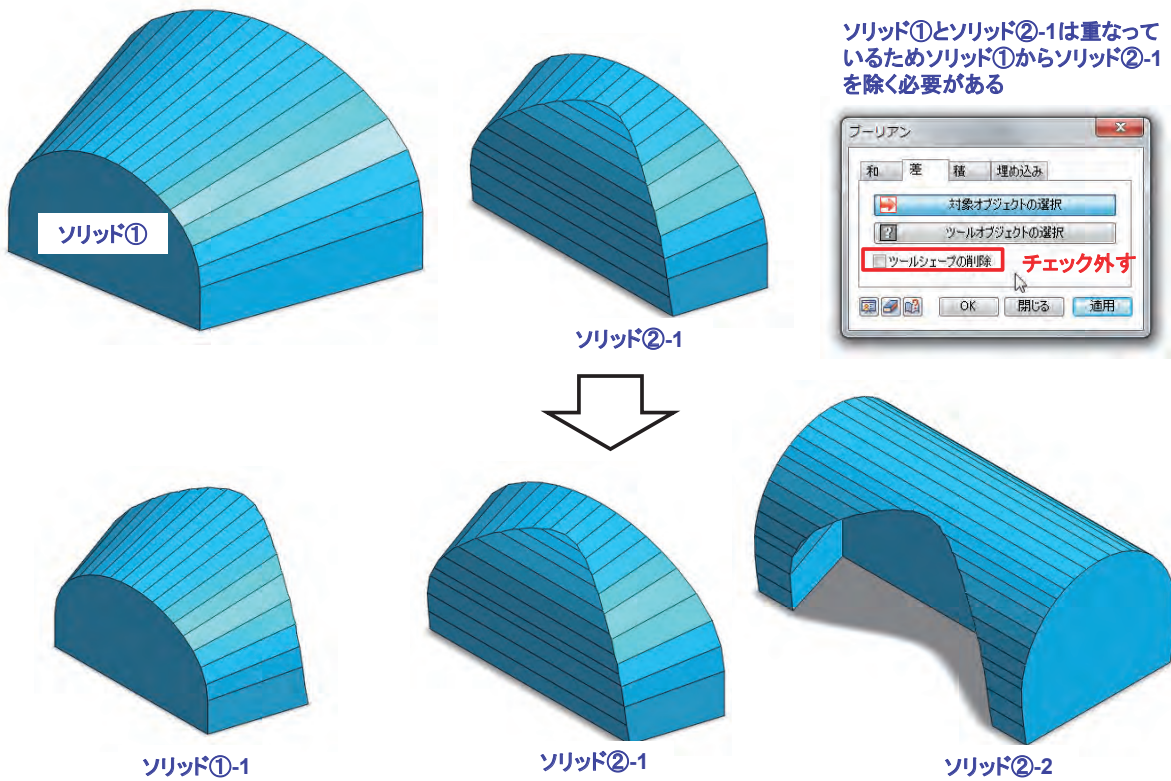 ソリッド①とソリッド②-1は重なって
いるためソリッド①からソリッド②-1
を除く必要がある
ソリッド①
ソリッド②-1
ブーリアン
和 差 積 埋め込み
対象オブジェクトの選択
ツールオブジェクトの選択
ツールシェープの削除 チェック外す
OK 閉じる 適用
ソリッド①-1
ソリッド②-1
ソリッド②-2